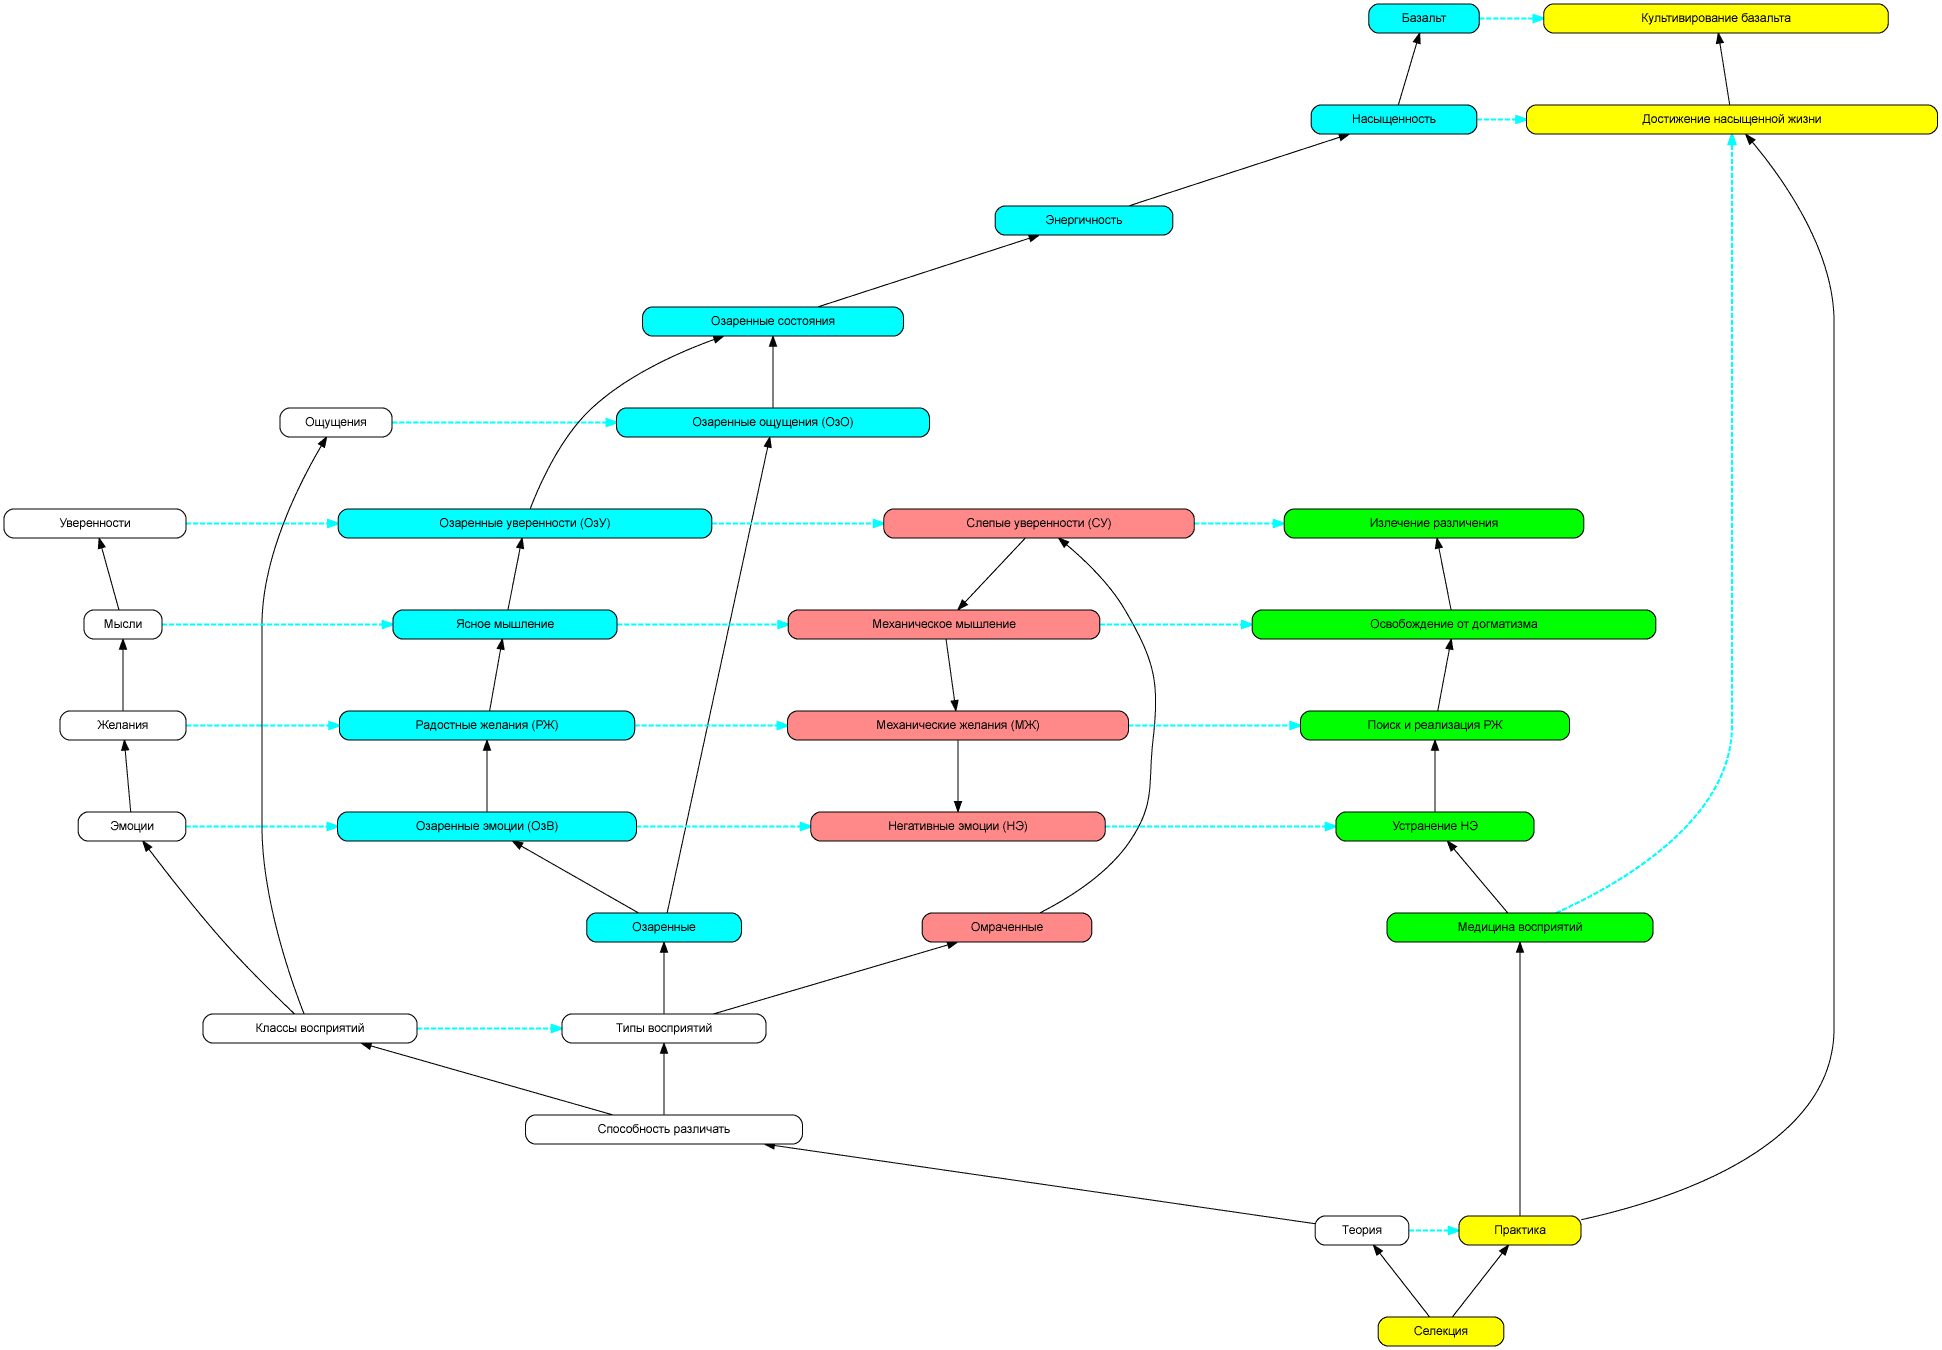 Базальт
Культивирование базальта
Насыщенность
Достижение насыщенной жизни
Энергичность
Озаренные состояния
Ощущения
Озаренные ощущения (ОзО)
Уверенности
Озаренные уверенности (ОзУ)
Слепые уверенности (СУ)
Излечение различения
Мысли
Ясное мышление
Механическое мышление
Освобождение от догматизма
Желания
Радостные желания (РЖ)
Механические желания (МЖ)
Поиск и реализация РЖ
Эмоции
Озаренные эмоции (ОзВ)
Негативные эмоции (НЭ)
Устранение НЭ
Озаренные
Омраченные
Медицина восприятий
Классы восприятий
Типы восприятий
Способность различать
Теория
Практика
Селекция